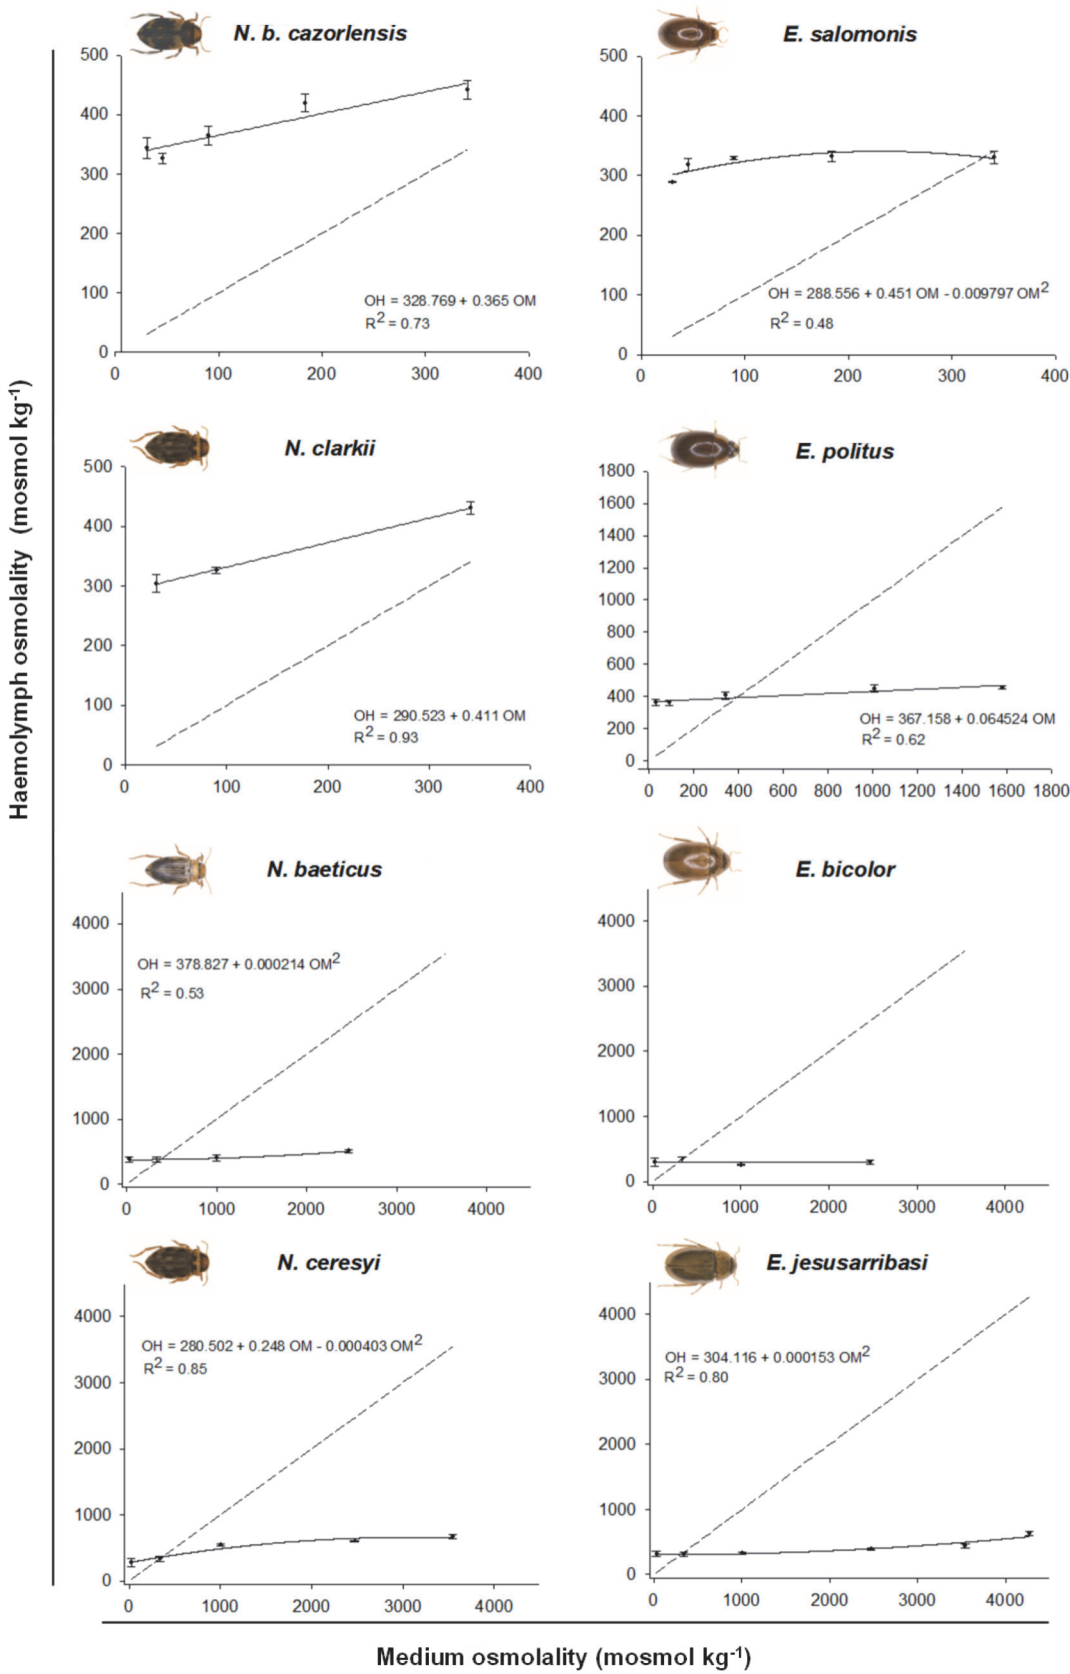 N. b. cazorlensis
500
400
300
200
100
0
0 100 200 300 400
OH = 328.769 + 0.365 OM
R2 = 0.73
E. salomonis
500
400
300
200
100
0
0 100 200 300 400
OH = 288.556 + 0.451 OM - 0.009797 OM2
R2 = 0.48
N. clarkii
500
400
300
200
100
0
0 100 200 300 400
OH = 290.523 + 0.411 OM
R2 = 0.93
E. politus
1800
1600
1400
1200
1000
800
600
400
200
0
0 200 400 600 800 1000 1200 1400 1600 1800
OH = 367.158 + 0.064524 OM
R2 = 0.62
N. baeticus
4000
3000
2000
1000
0
0 1000 2000 3000 4000
OH = 378.827 + 0.000214 OM2
R2 = 0.53
E. bicolor
4000
3000
2000
1000
0
0 1000 2000 3000 4000
N. ceresyi
4000
3000
2000
1000
0
0 1000 2000 3000 4000
OH = 280.502 + 0.248 OM - 0.000403 OM2
R2 = 0.85
E. jesusarribasi
4000
3000
2000
1000
0
0 1000 2000 3000 4000
OH = 304.116 + 0.000153 OM2
R2 = 0.80
Haemolymph osmolality (mosmol kg-1)
Medium osmolality (mosmol kg-1)